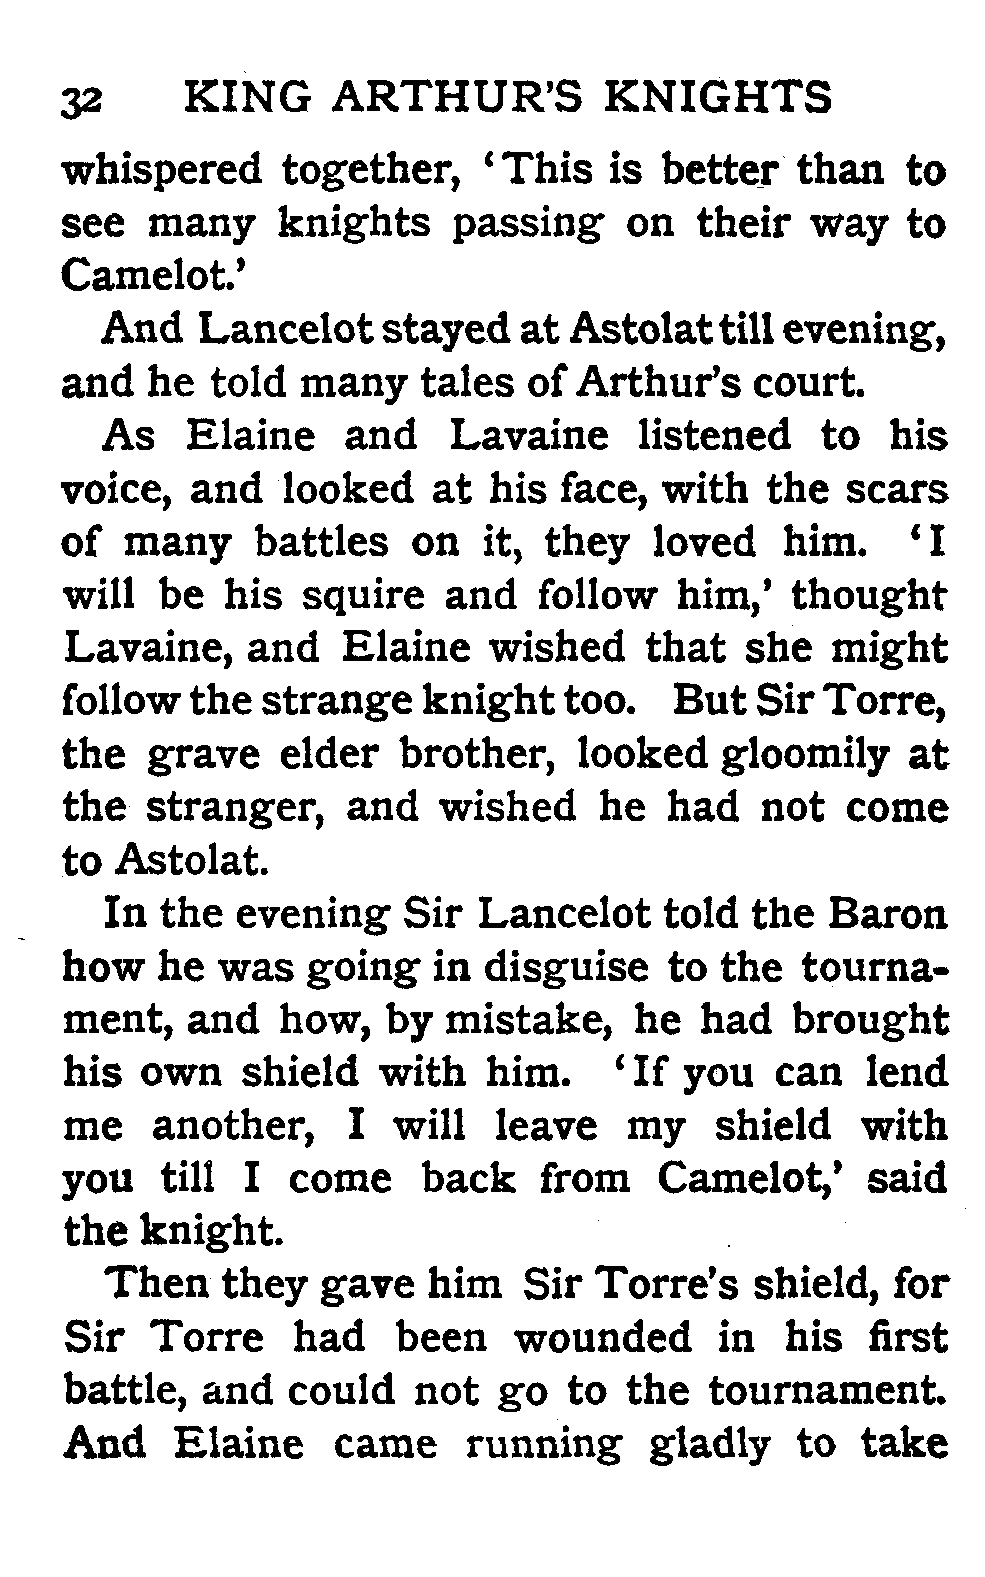 32 KING ARTHUR'S KNIGHTS
whispered together, ‘This is better than to
see many knights passing on their way to
Camelot.’
And Lancelot stayed at Astolat till evening,
and he told many tales of Arthur’s court.
As Elaine and Lavaine listened to his
voice, and looked at his face, with the scars
of many battles on it, they loved him. ‘I
will be his squire and follow him,’ thought
Lavaine, and Elaine wished that she might
follow the strange knight too. But Sir Torre,
the grave elder brother, looked gloomily at
the stranger, and wished he had not come
to Astolat.
In the evening Sir Lancelot told the Baron
how he was going in disguise to the tourna-
ment, and how, by mistake, he had brought
his own shield with him. ‘If you can lend
me another, I will leave my shield with
you till I come back from Camelot,’ said
the knight.
Then they gave him Sir Torre’s shield, for
Sir Torre had been wounded in his first
battle, and could not go to the tournament.
And Elaine came running gladly to take